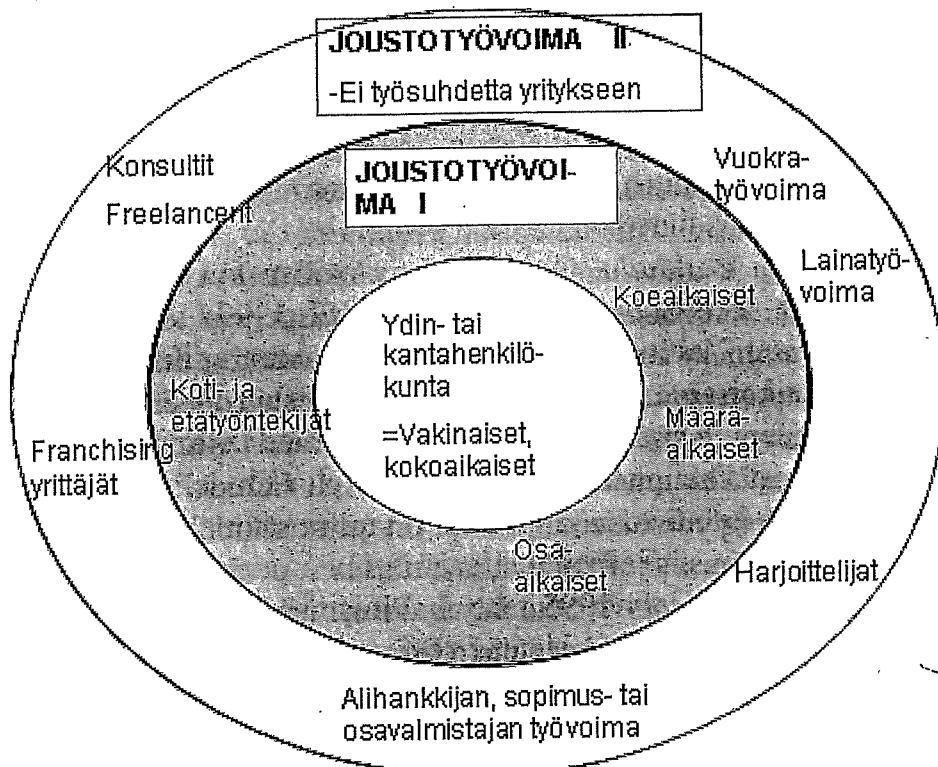 JOUSTOTYÖVOIMA II
-Ei työsuhdetta yritykseen
Konsultit
Freelancerit
JOUSTOTYÖVOI-
MA I
Vuokra-
työvoima
Lainatyö-
voima
Koeaikaiset
Ydin- tai
kantahenkilö-
kunta
=Vakinaiset,
kokoaikaiset
Koti- ja
etätyöntekijät
Määrä-
aikaiset
Franchising
yrittäjät
Osa-
aikaiset
Harjoittelijat
Alihankkijan, sopimus- tai
osavalmistajan työvoima